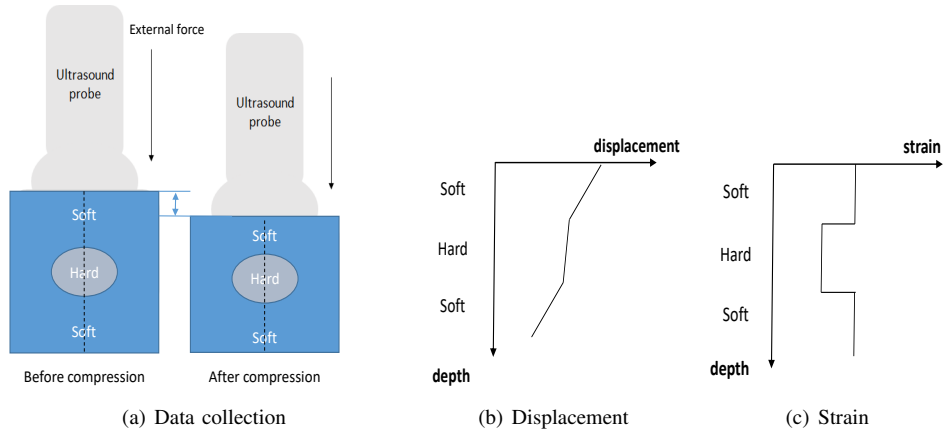 External force
Ultrasound
probe
Ultrasound
probe
Soft
Hard
Soft
Soft
Hard
Soft
Before compression
After compression
(a) Data collection
displacement
Soft
Hard
Soft
depth
(b) Displacement
strain
Soft
Hard
Soft
depth
(c) Strain